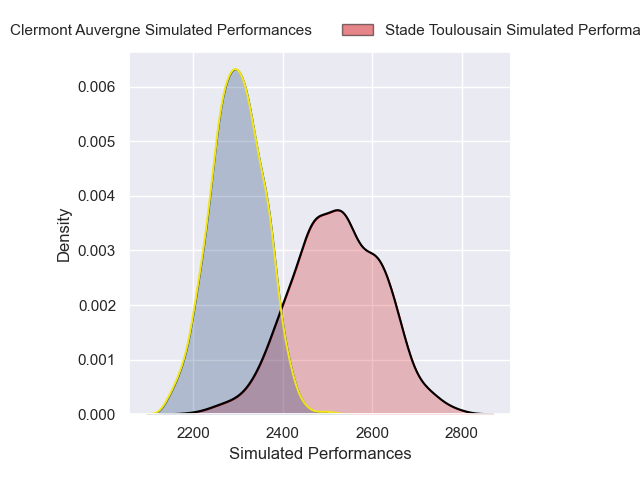 Clermont Auvergne Simulated Performances
Stade Toulousain Simulated Performa
0.006
0.005
0.004
0.003
0.002
0.001
0.000
Density
2200 2400 2600 2800
Simulated Performances